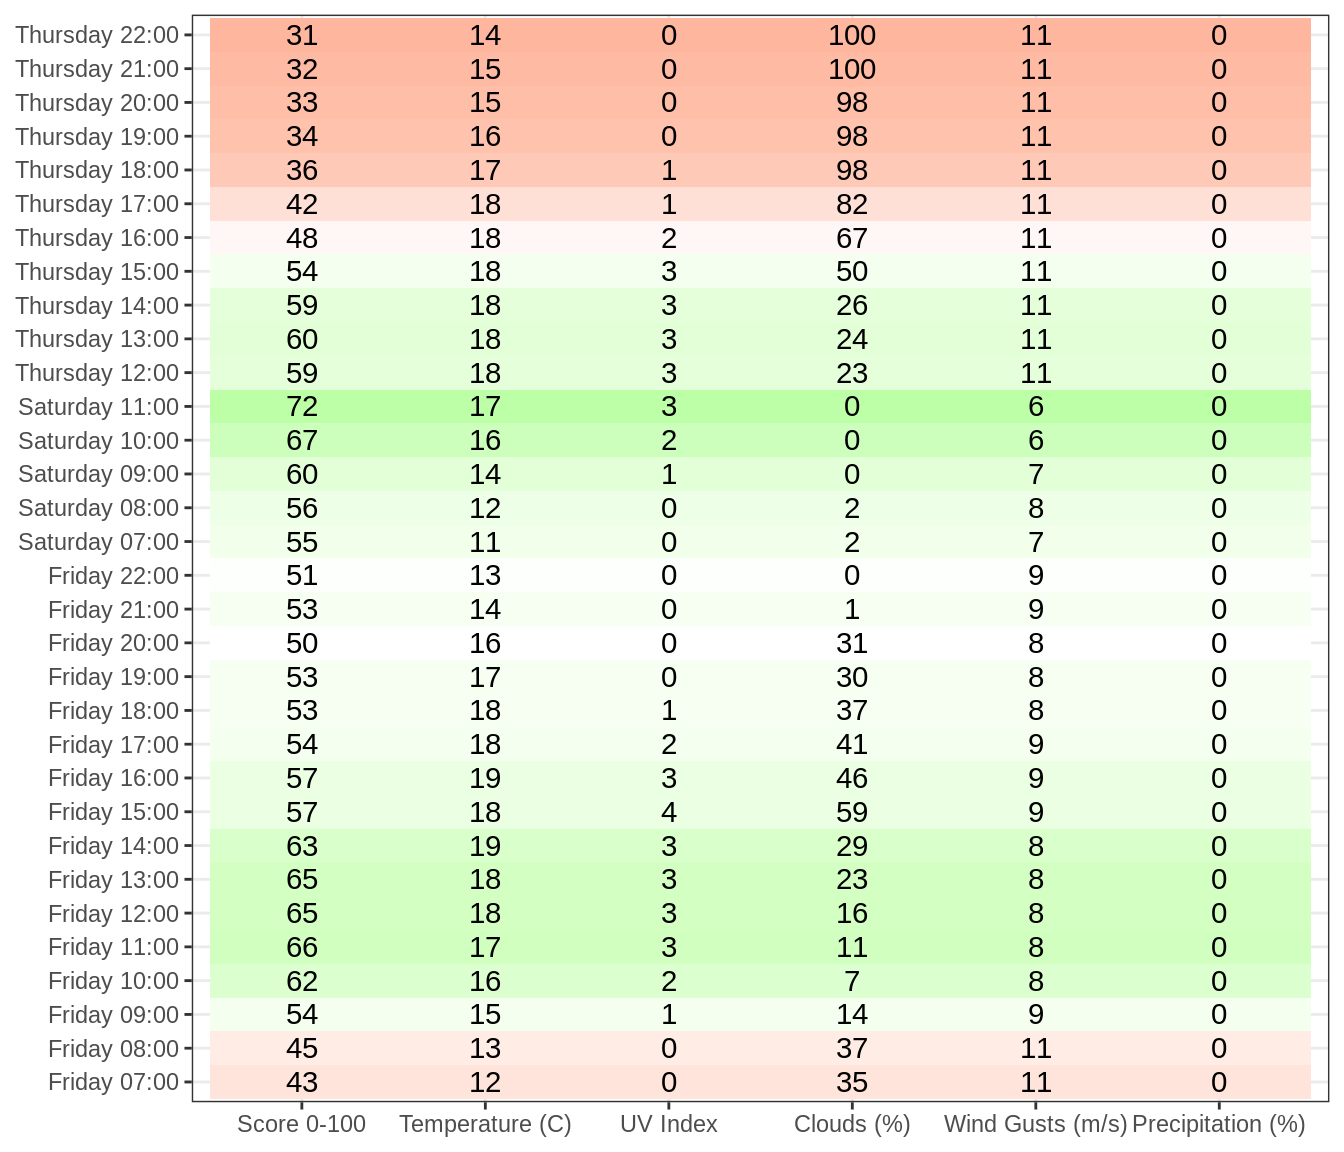 Thursday 22:00 31 14 0 100 11 0
Thursday 21:00 32 15 0 100 11 0
Thursday 20:00 33 15 0 98 11 0
Thursday 19:00 34 16 0 98 11 0
Thursday 18:00 36 17 1 98 11 0
Thursday 17:00 42 18 1 82 11 0
Thursday 16:00 48 18 2 67 11 0
Thursday 15:00 54 18 3 50 11 0
Thursday 14:00 59 18 3 26 11 0
Thursday 13:00 60 18 3 24 11 0
Thursday 12:00 59 18 3 23 11 0
Saturday 11:00 72 17 3 0 6 0
Saturday 10:00 67 16 2 0 6 0
Saturday 09:00 60 14 1 0 7 0
Saturday 08:00 56 12 0 2 8 0
Saturday 07:00 55 11 0 2 7 0
Friday 22:00 51 13 0 0 9 0
Friday 21:00 53 14 0 1 9 0
Friday 20:00 50 16 0 31 8 0
Friday 19:00 53 17 0 30 8 0
Friday 18:00 53 18 1 37 8 0
Friday 17:00 54 18 2 41 9 0
Friday 16:00 57 19 3 46 9 0
Friday 15:00 57 18 4 59 9 0
Friday 14:00 63 19 3 29 8 0
Friday 13:00 65 18 3 23 8 0
Friday 12:00 65 18 3 16 8 0
Friday 11:00 66 17 3 11 8 0
Friday 10:00 62 16 2 7 8 0
Friday 09:00 54 15 1 14 9 0
Friday 08:00 45 13 0 37 11 0
Friday 07:00 43 12 0 35 11 0
Score 0-100 Temperature (C) UV Index Clouds (%) Wind Gusts (m/s) Precipitation (%)